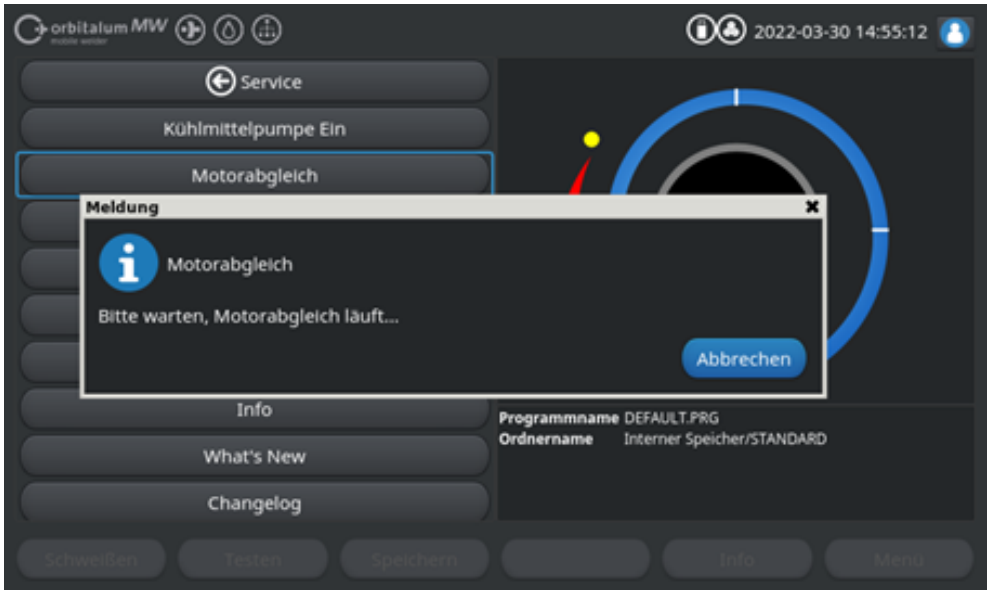 orbitalum MW
mobile welder
2022-03-30 14:55:12
Service
Kühlmittelpumpe Ein
Motorabgleich
Meldung
Motorabgleich
Bitte warten, Motorabgleich läuft...
Abbrechen
Info
What's New
Changelog
Programmname DEFAULT.PRG
Ordnername Interner Speicher/STANDARD
Schweißen Testen Speichern Info Menü